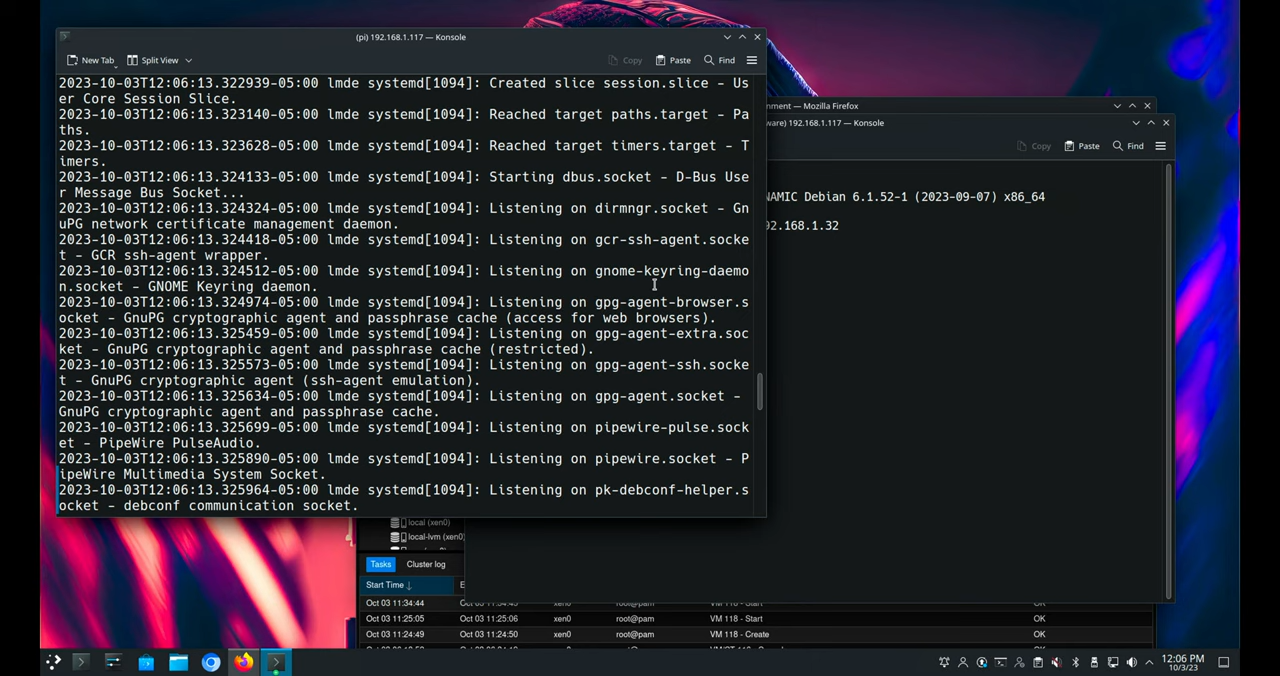 (pi) 192.168.1.117 — Konsole
New Tab
Split View
Copy
Paste
Find
2023-10-03T12:06:13.322939-05:00 lmde systemd[1094]: Created slice session.slice - Us
er Core Session Slice.
2023-10-03T12:06:13.323140-05:00 lmde systemd[1094]: Reached target paths.target - Pa
ths.
2023-10-03T12:06:13.323628-05:00 lmde systemd[1094]: Reached target timers.target - T
imers.
2023-10-03T12:06:13.324133-05:00 lmde systemd[1094]: Starting dbus.socket - D-Bus Use
r Message Bus Socket...
2023-10-03T12:06:13.324324-05:00 lmde systemd[1094]: Listening on dirmngr.socket - Gn
uPG network certificate management daemon.
2023-10-03T12:06:13.324418-05:00 lmde systemd[1094]: Listening on gcr-ssh-agent.socke
t - GCR ssh-agent wrapper.
2023-10-03T12:06:13.324512-05:00 lmde systemd[1094]: Listening on gnome-keyring-daemo
n.socket - GNOME Keyring daemon.
2023-10-03T12:06:13.324974-05:00 lmde systemd[1094]: Listening on gpg-agent-browser.s
ocket - GnuPG cryptographic agent and passphrase cache (access for web browsers).
2023-10-03T12:06:13.325459-05:00 lmde systemd[1094]: Listening on gpg-agent-extra.soc
ket - GnuPG cryptographic agent and passphrase cache (restricted).
2023-10-03T12:06:13.325573-05:00 lmde systemd[1094]: Listening on gpg-agent-ssh.socke
t - GnuPG cryptographic agent (ssh-agent emulation).
2023-10-03T12:06:13.325634-05:00 lmde systemd[1094]: Listening on gpg-agent.socket -
GnuPG cryptographic agent and passphrase cache.
2023-10-03T12:06:13.325699-05:00 lmde systemd[1094]: Listening on pipewire-pulse.sock
et - PipeWire PulseAudio.
2023-10-03T12:06:13.325890-05:00 lmde systemd[1094]: Listening on pipewire.socket - P
ipeWire Multimedia System Socket.
2023-10-03T12:06:13.325964-05:00 lmde systemd[1094]: Listening on pk-debconf-helper.s
ocket - debconf communication socket.
nment — Mozilla Firefox
ware) 192.168.1.117 — Konsole
Copy
Paste
Find
NAMIC Debian 6.1.52-1 (2023-09-07) x86_64
92.168.1.32
local (xen0)
local-lvm (xen0)
Tasks
Cluster log
Start Time
Oct 03 11:34:44 xen0 root@pam VM 118 - Start OK
Oct 03 11:25:05 Oct 03 11:25:06 xen0 root@pam VM 118 - Start OK
Oct 03 11:24:49 Oct 03 11:24:50 xen0 root@pam VM 118 - Create OK
12:06 PM
10/3/23